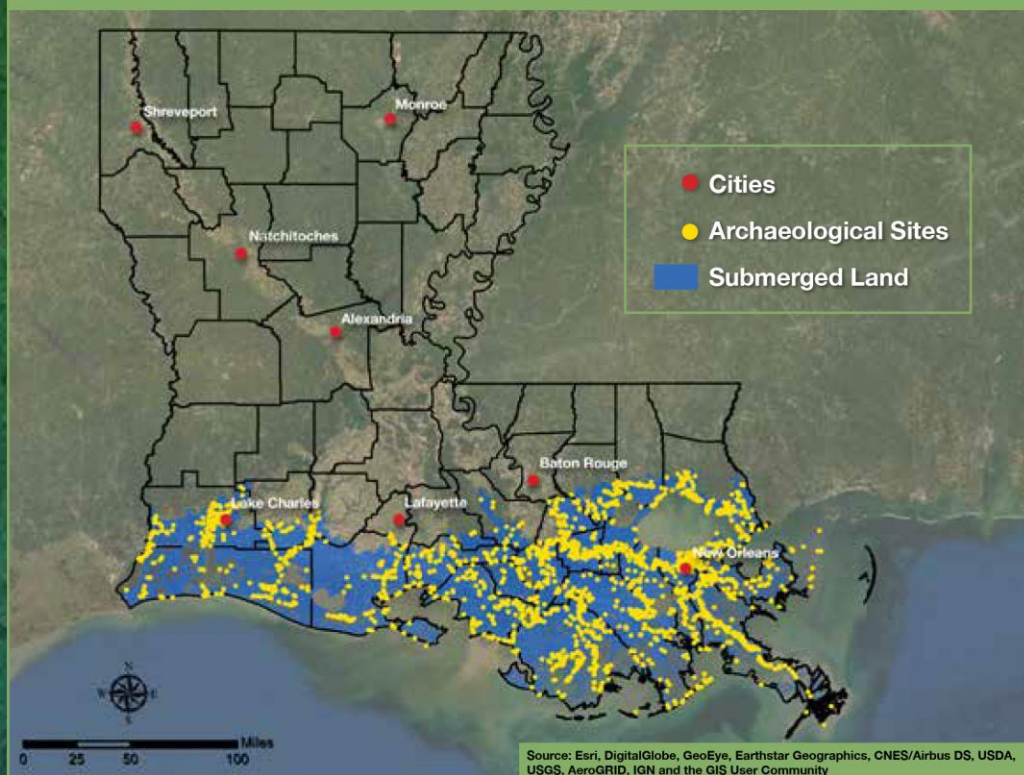 Shreveport
Monroe
Cities
Archaeological Sites
Submerged Land
Natchitoches
Alexandria
Baton Rouge
Lake Charles
Lafayette
New Orleans
N
W E
S
Miles
0 25 50 100
Source: Esri, DigitalGlobe, GeoEye, Earthstar Geographics, CNES/Airbus DS, USDA,
USGS, AeroGRID, IGN and the GIS User Community